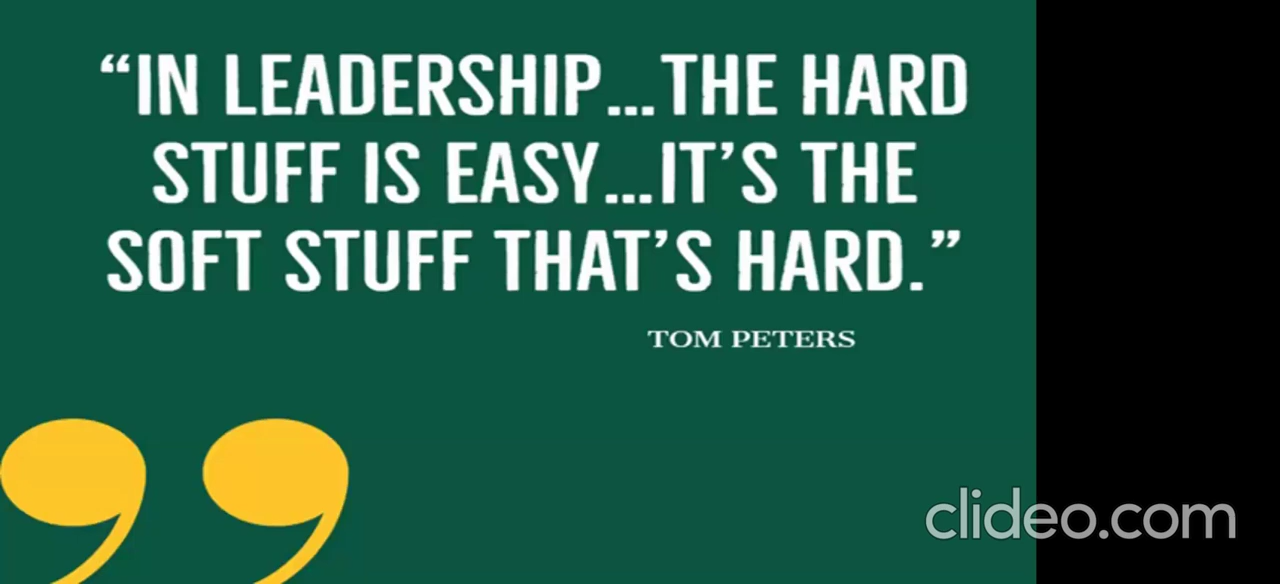 “IN LEADERSHIP...THE HARD
STUFF IS EASY...IT’S THE
SOFT STUFF THAT’S HARD.”
TOM PETERS
clideo.com